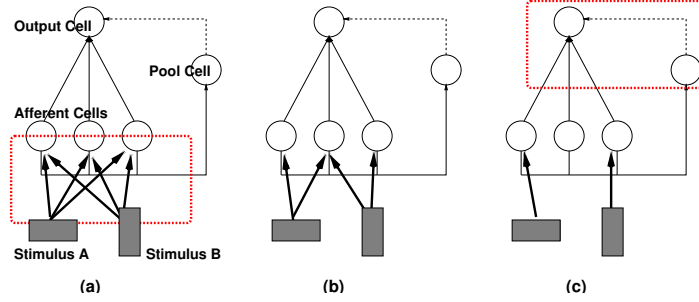 Output Cell
Pool Cell
Afferent Cells
Stimulus A
Stimulus B
(a)
(b)
(c)